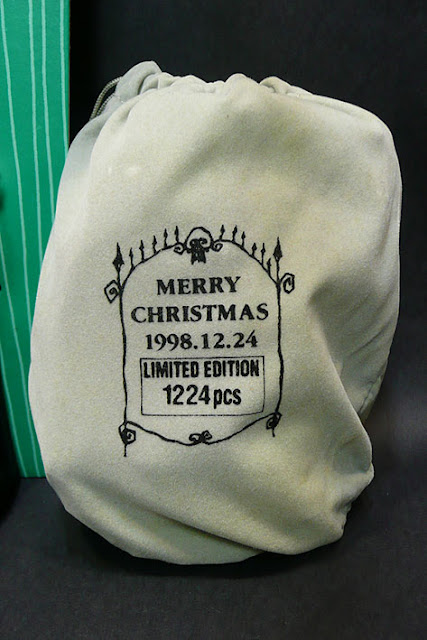 MERRY
CHRISTMAS
1998.12.24
LIMITED EDITION
1224pcs